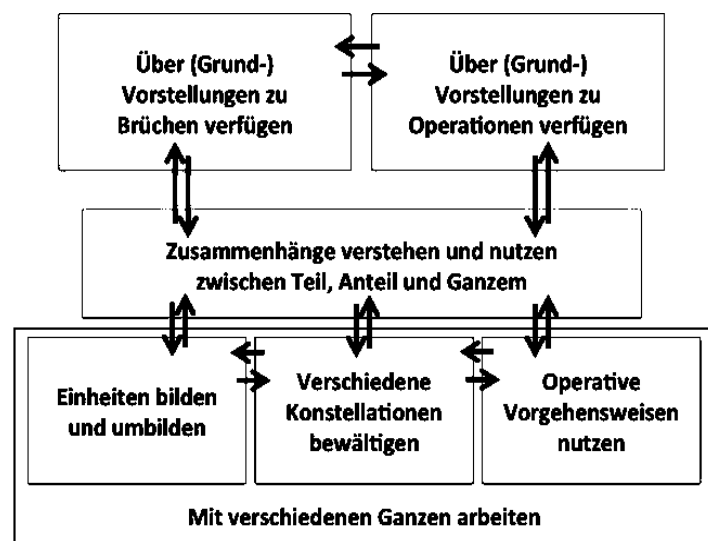 Über (Grund-)
Vorstellungen zu
Brüchen verfügen
Über (Grund-)
Vorstellungen zu
Operationen verfügen
Zusammenhänge verstehen und nutzen
zwischen Teil, Anteil und Ganzem
Einheiten bilden
und umbilden
Verschiedene
Konstellationen
bewältigen
Operative
Vorgehensweisen
nutzen
Mit verschiedenen Ganzen arbeiten